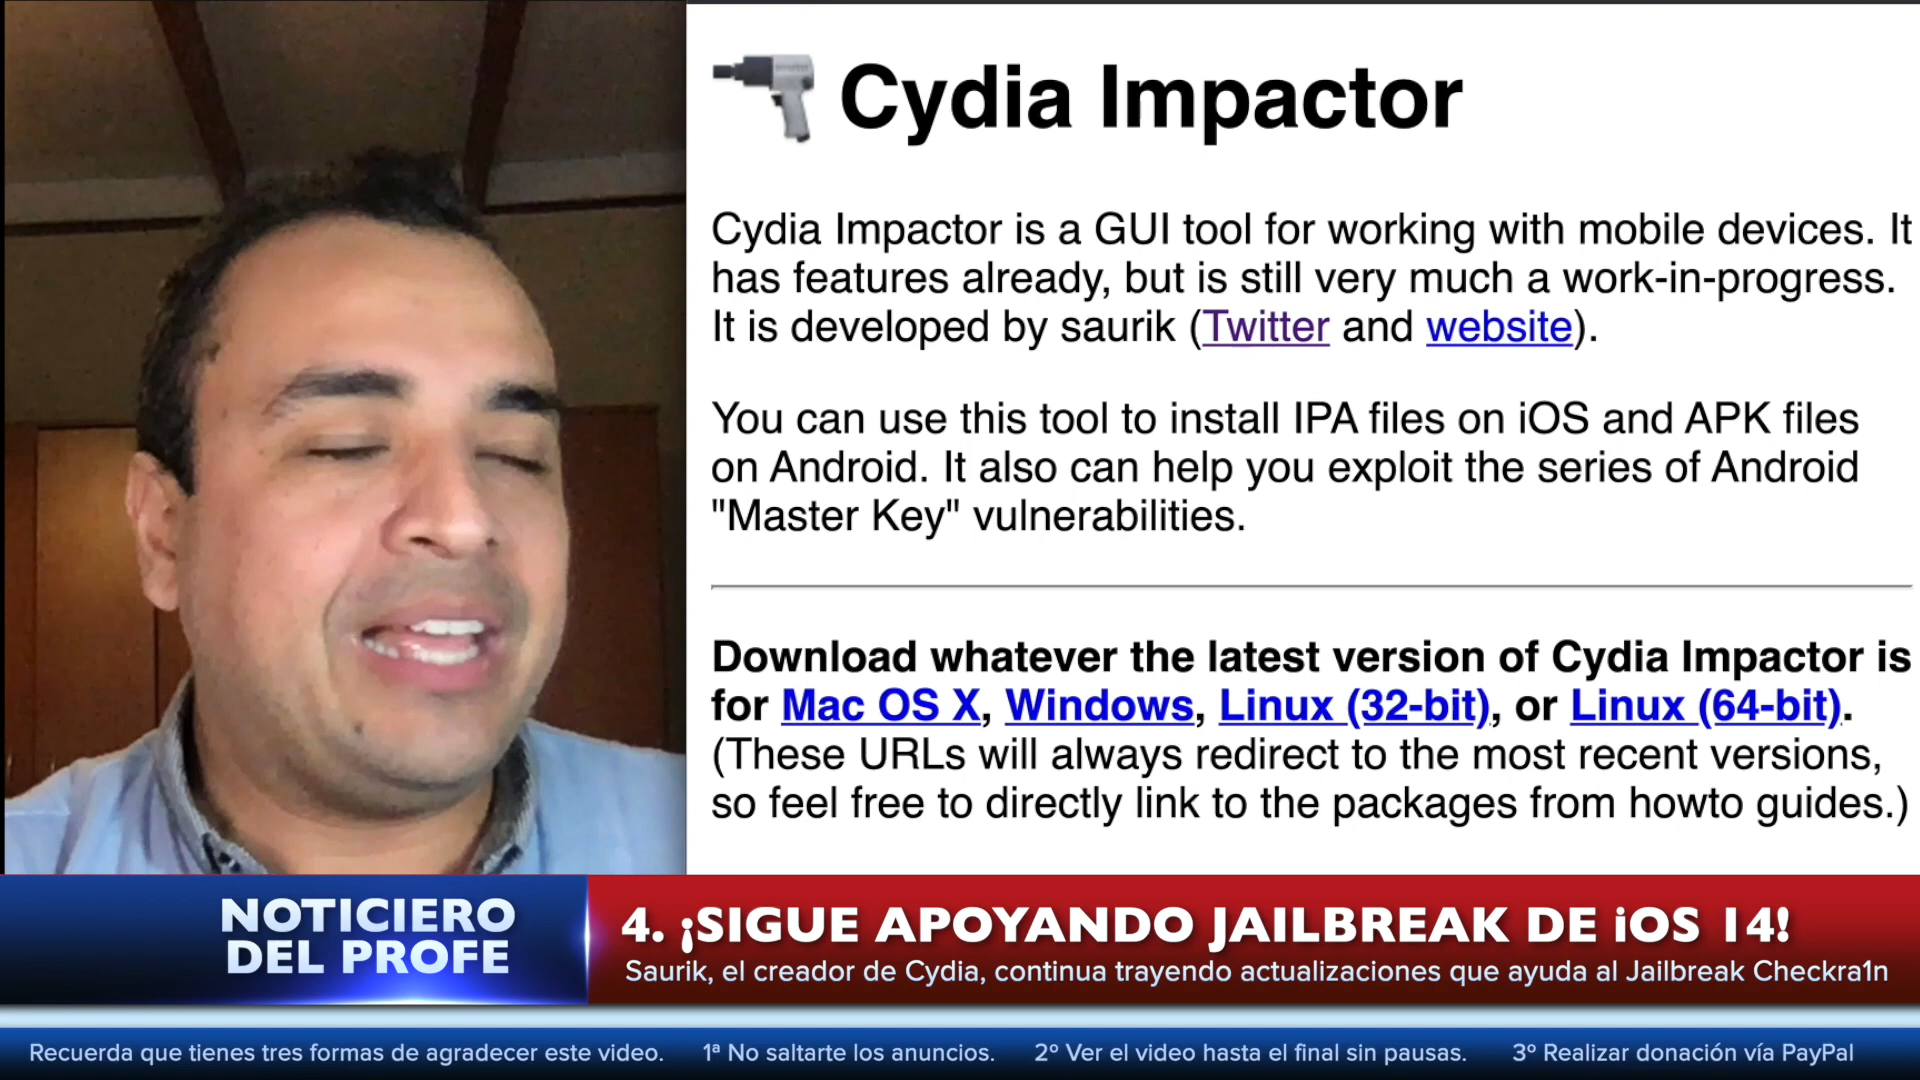 Cydia Impactor
Cydia Impactor is a GUI tool for working with mobile devices. It
has features already, but is still very much a work-in-progress.
It is developed by saurik (Twitter and website).
You can use this tool to install IPA files on iOS and APK files
on Android. It also can help you exploit the series of Android
"Master Key" vulnerabilities.
Download whatever the latest version of Cydia Impactor is
for Mac OS X, Windows, Linux (32-bit), or Linux (64-bit).
(These URLs will always redirect to the most recent versions,
so feel free to directly link to the packages from howto guides.)
NOTICIERO
DEL PROFE
4. ¡SIGUE APOYANDO JAILBREAK DE iOS 14!
Saurik, el creador de Cydia, continua trayendo actualizaciones que ayuda al Jailbreak Checkra1n
Recuerda que tienes tres formas de agradecer este video. 1ª No saltarte los anuncios. 2º Ver el video hasta el final sin pausas. 3º Realizar donación vía PayPal